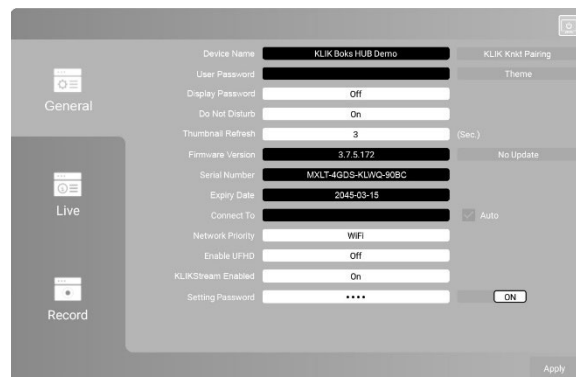 Device Name KLIK Boks HUB Demo KLIK Knkt Pairing
User Password Theme
Display Password Off
Do Not Disturb On
General
Thumbnail Refresh 3 (Sec.)
Firmware Version 3.7.5.172 No Update
Serial Number MXLT-4GDS-KLWQ-90BC
Expiry Date 2045-03-15
Live
Connect To Auto
Network Priority WiFi
Enable UFHD Off
KLIKStream Enabled On
Setting Password •••• ON
Record
Apply